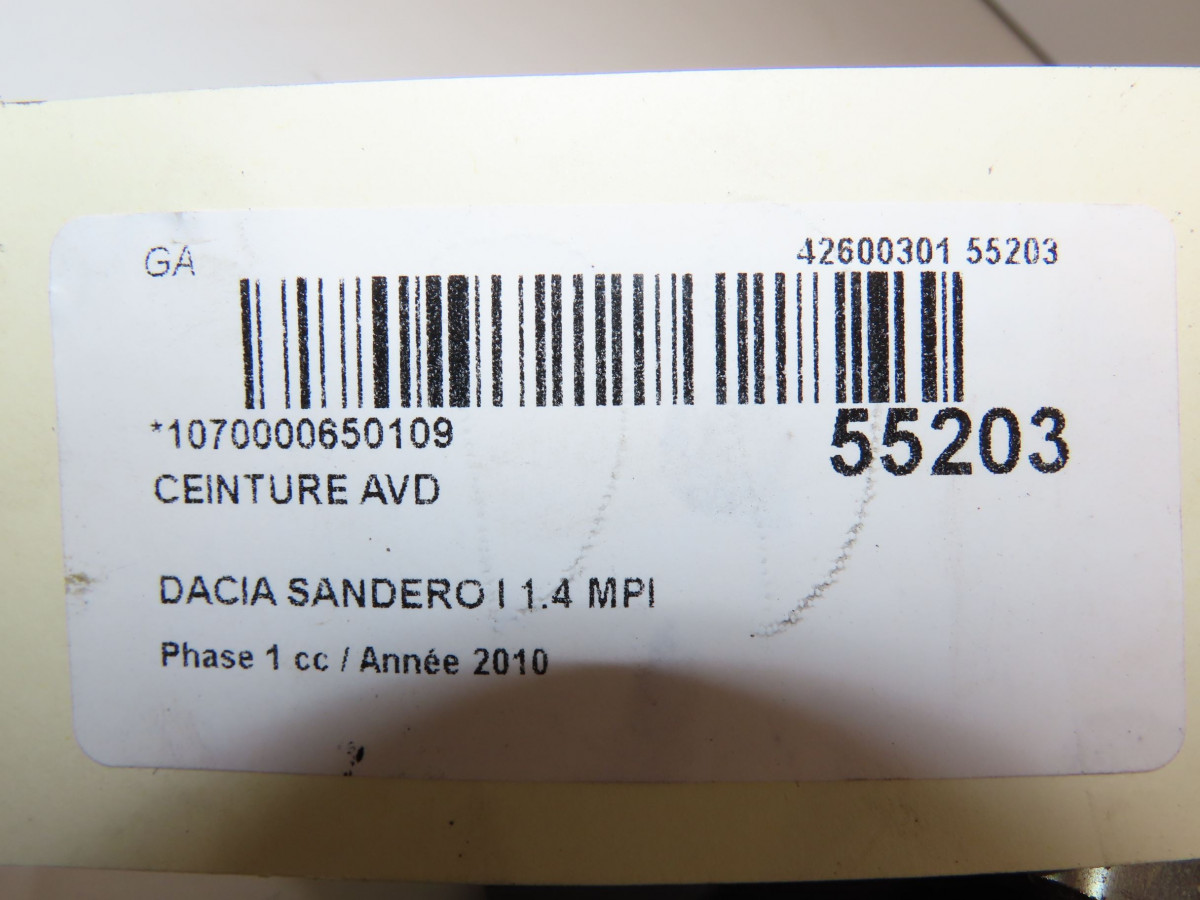 GA
42600301 55203
*1070000650109
55203
CEINTURE AVD
DACIA SANDERO I 1.4 MPI
Phase 1 cc / Année 2010